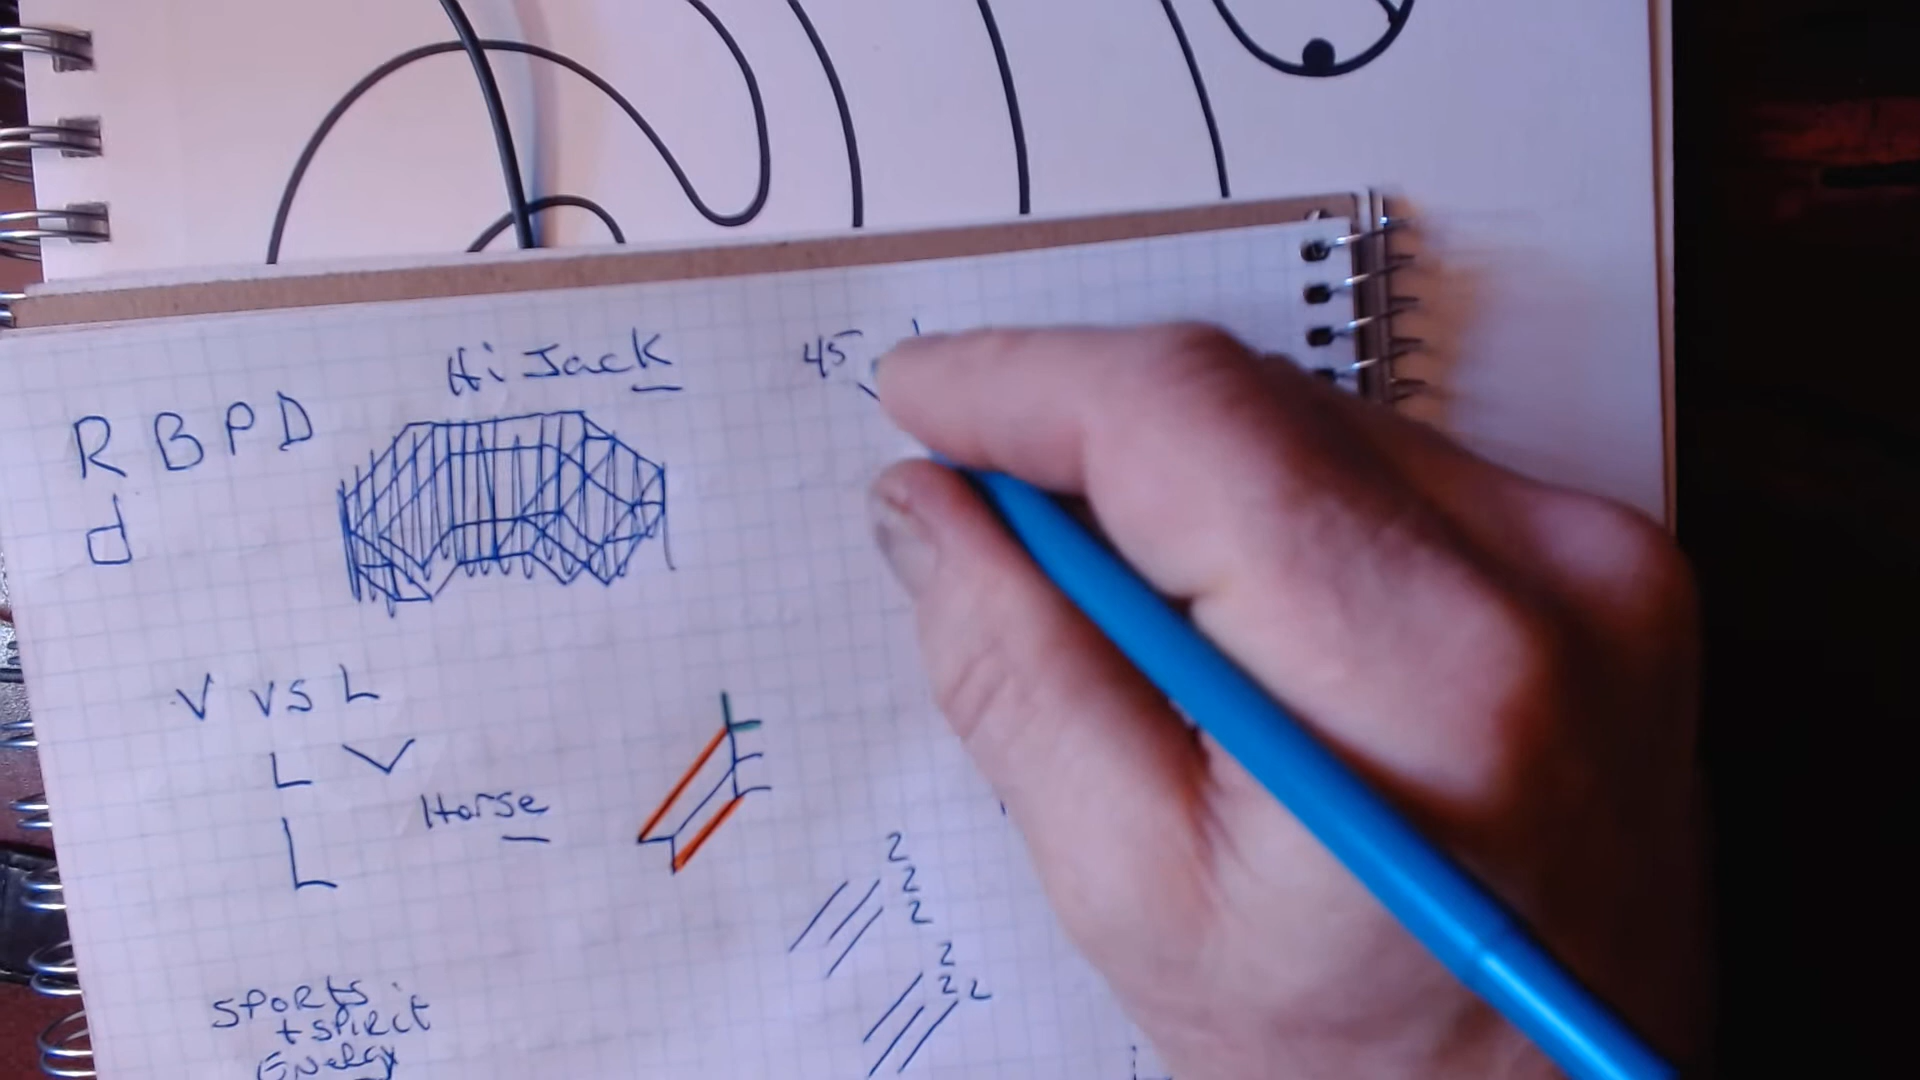 Hi Jack
45
R B P D
d
V VS L
L V
Horse
L
2
2
2
2
2 2
SPORTS
+ SPIRIT
ENERGY